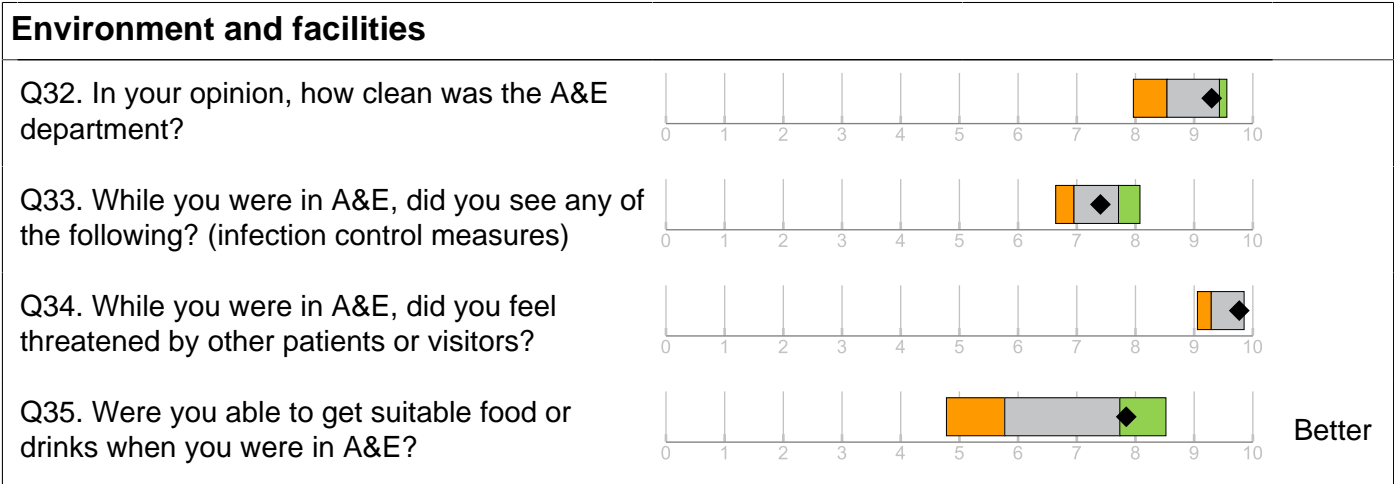 Environment and facilities
Q32. In your opinion, how clean was the A&E
department?
0 1 2 3 4 5 6 7 8 9 10
Q33. While you were in A&E, did you see any of
the following? (infection control measures)
0 1 2 3 4 5 6 7 8 9 10
Q34. While you were in A&E, did you feel
threatened by other patients or visitors?
0 1 2 3 4 5 6 7 8 9 10
Q35. Were you able to get suitable food or
drinks when you were in A&E?
Better
0 1 2 3 4 5 6 7 8 9 10